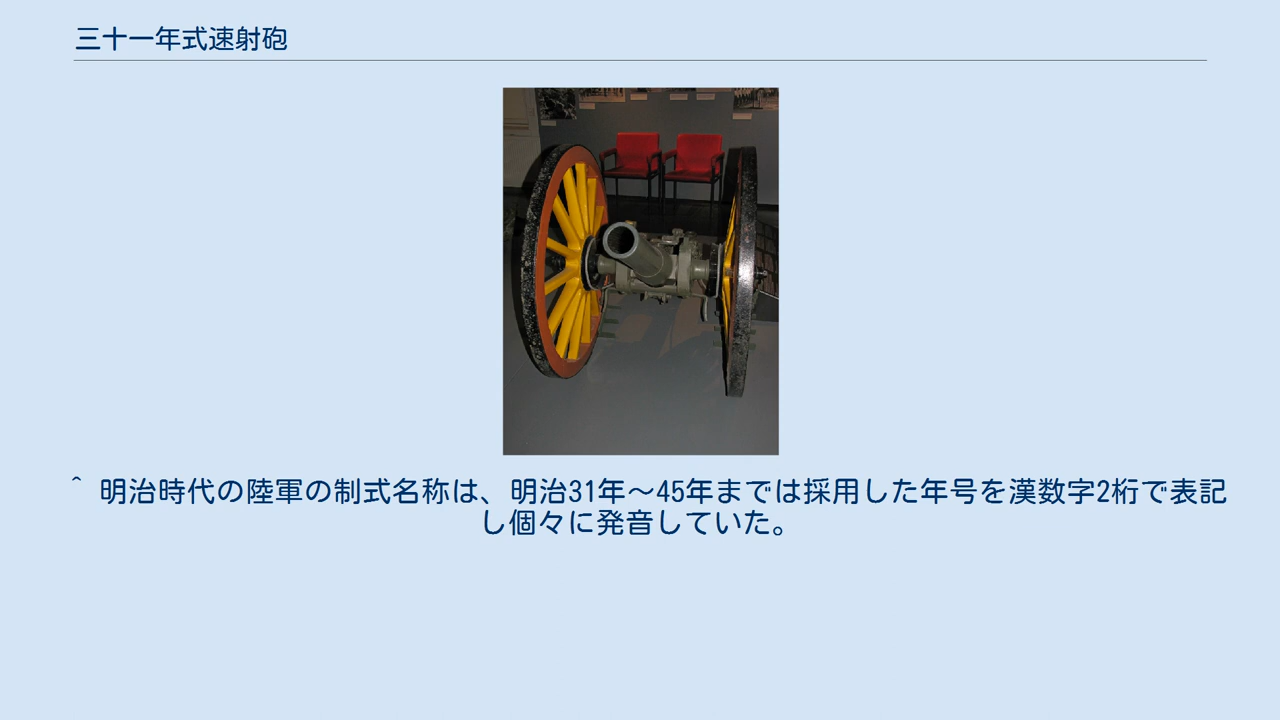 三十一年式速射砲
^ 明治時代の陸軍の制式名称は、明治31年〜45年までは採用した年号を漢数字2桁で表記
し個々に発音していた。